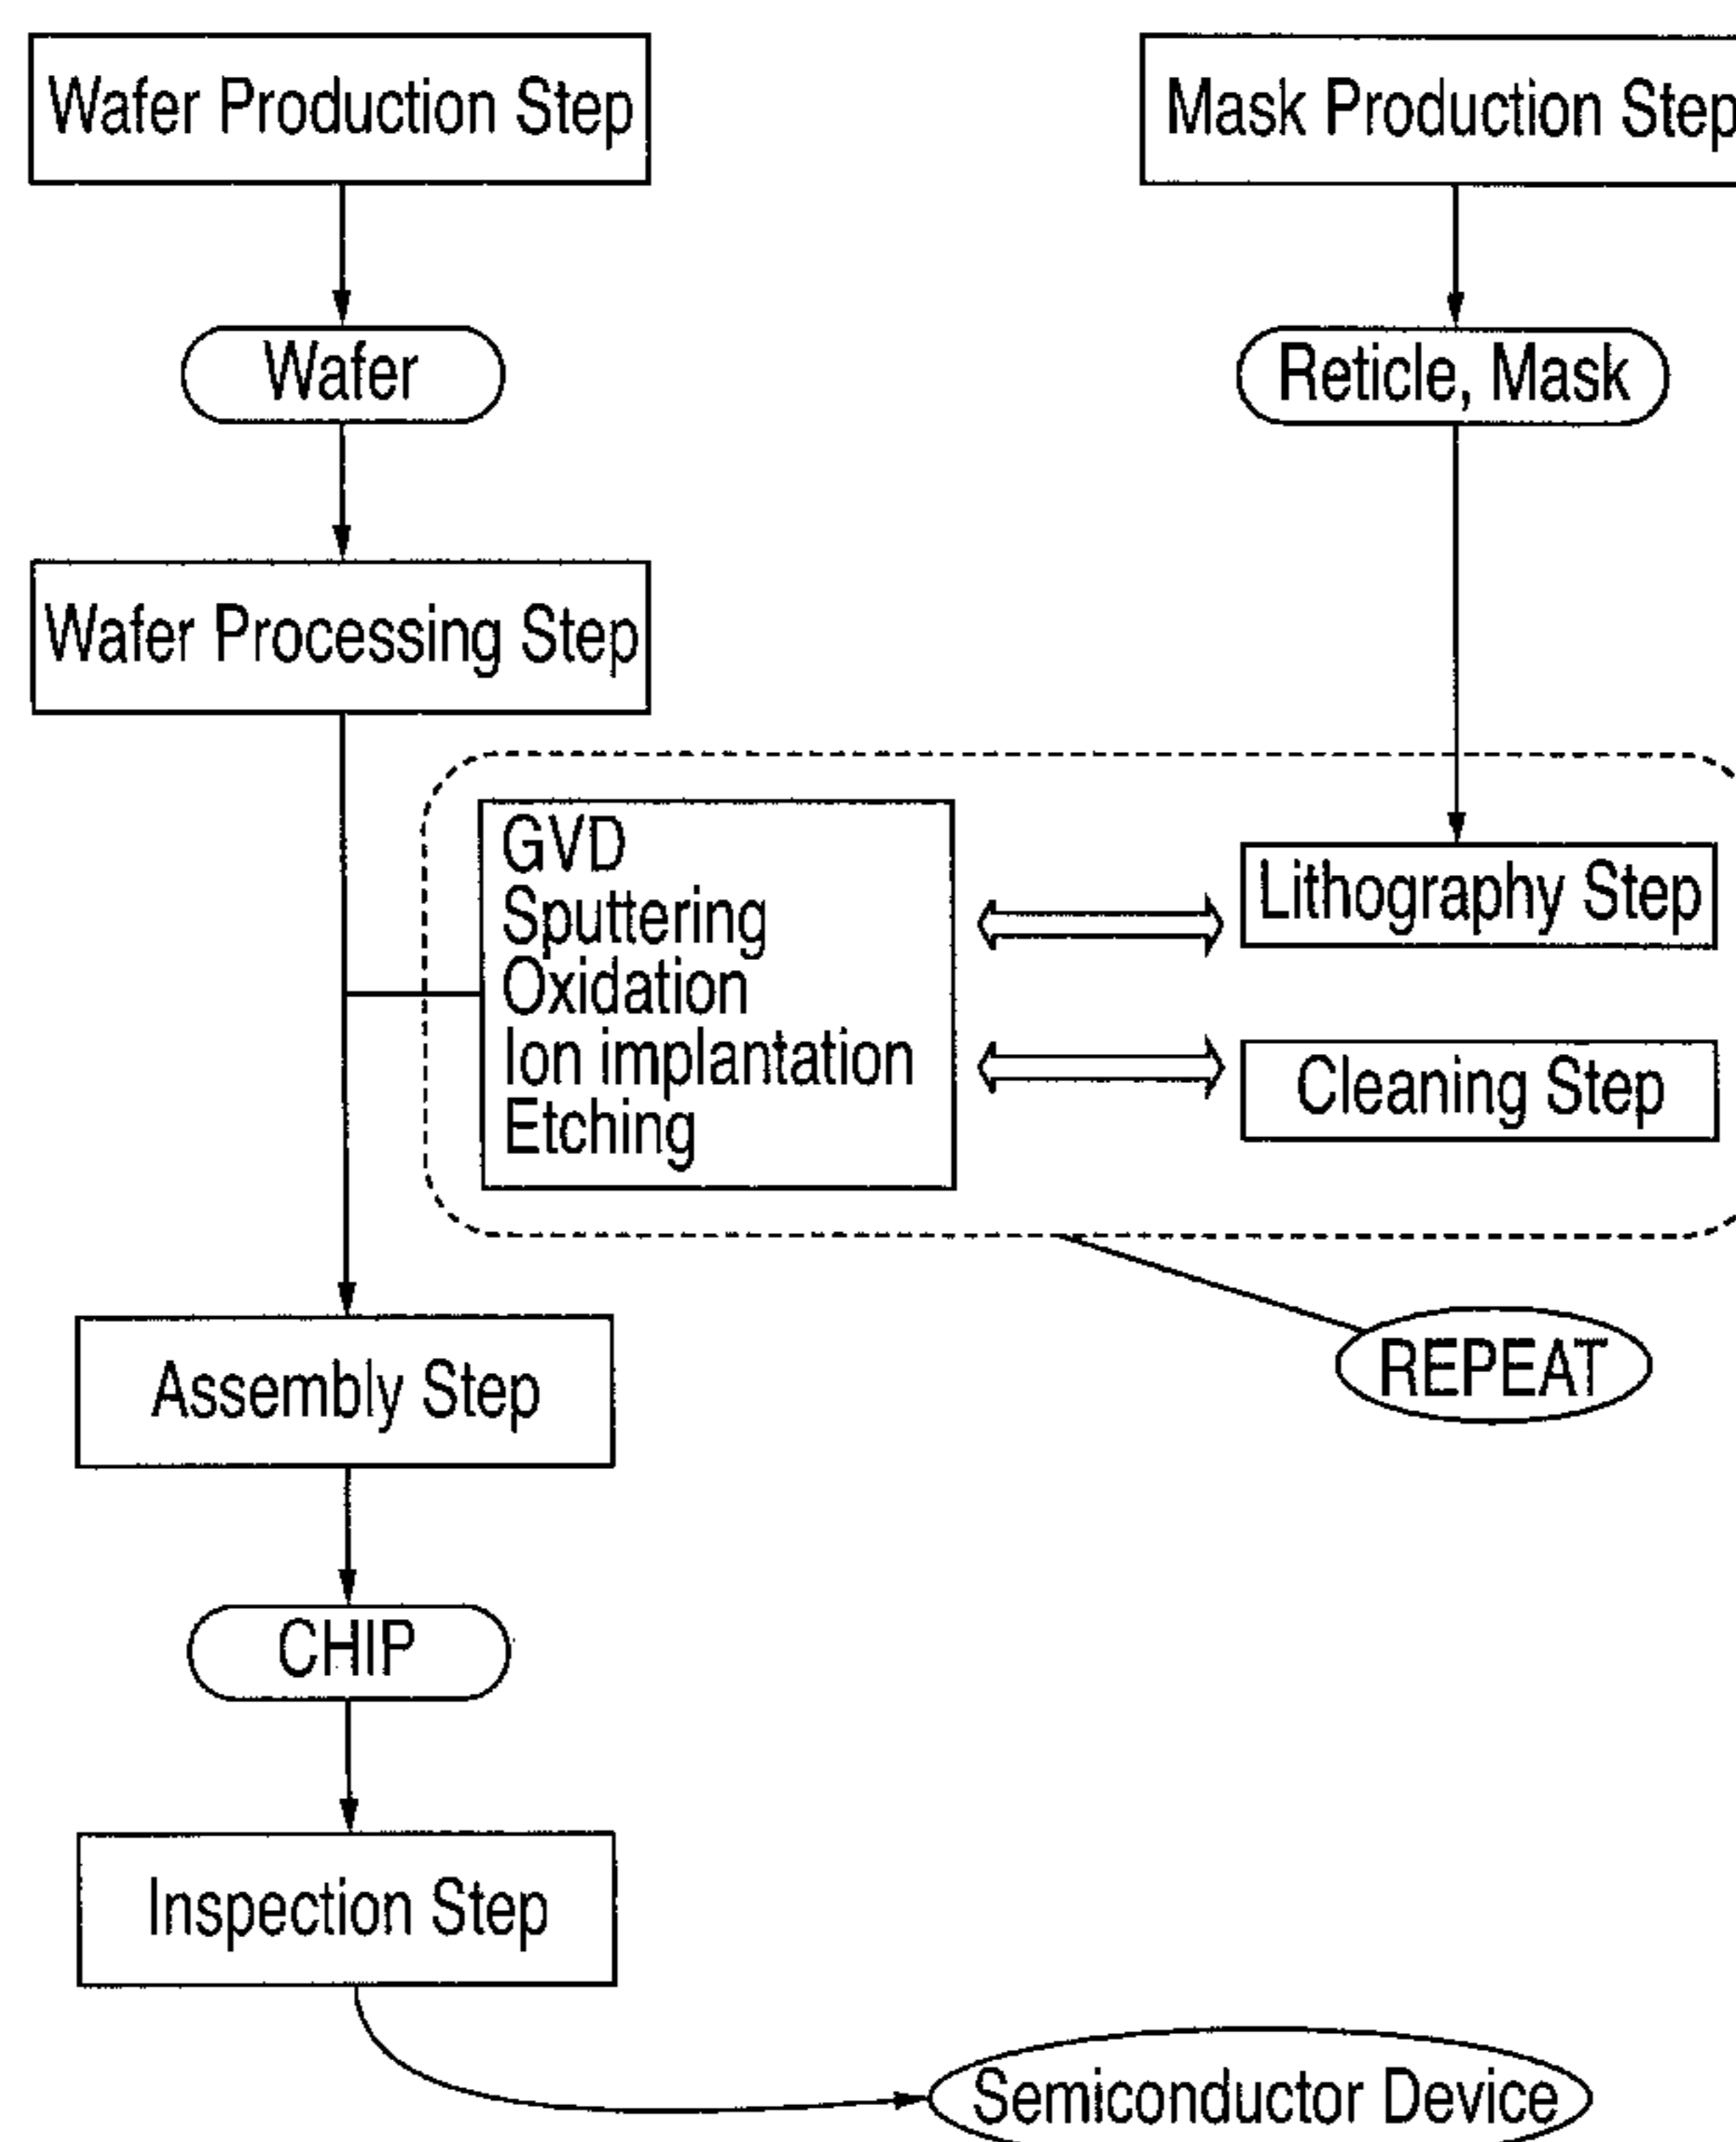 Wafer Production Step
Mask Production Step
Wafer
Reticle, Mask
Wafer Processing Step
GVD
Sputtering
Oxidation
Ion implantation
Etching
Lithography Step
Cleaning Step
REPEAT
Assembly Step
CHIP
Inspection Step
Semiconductor Device